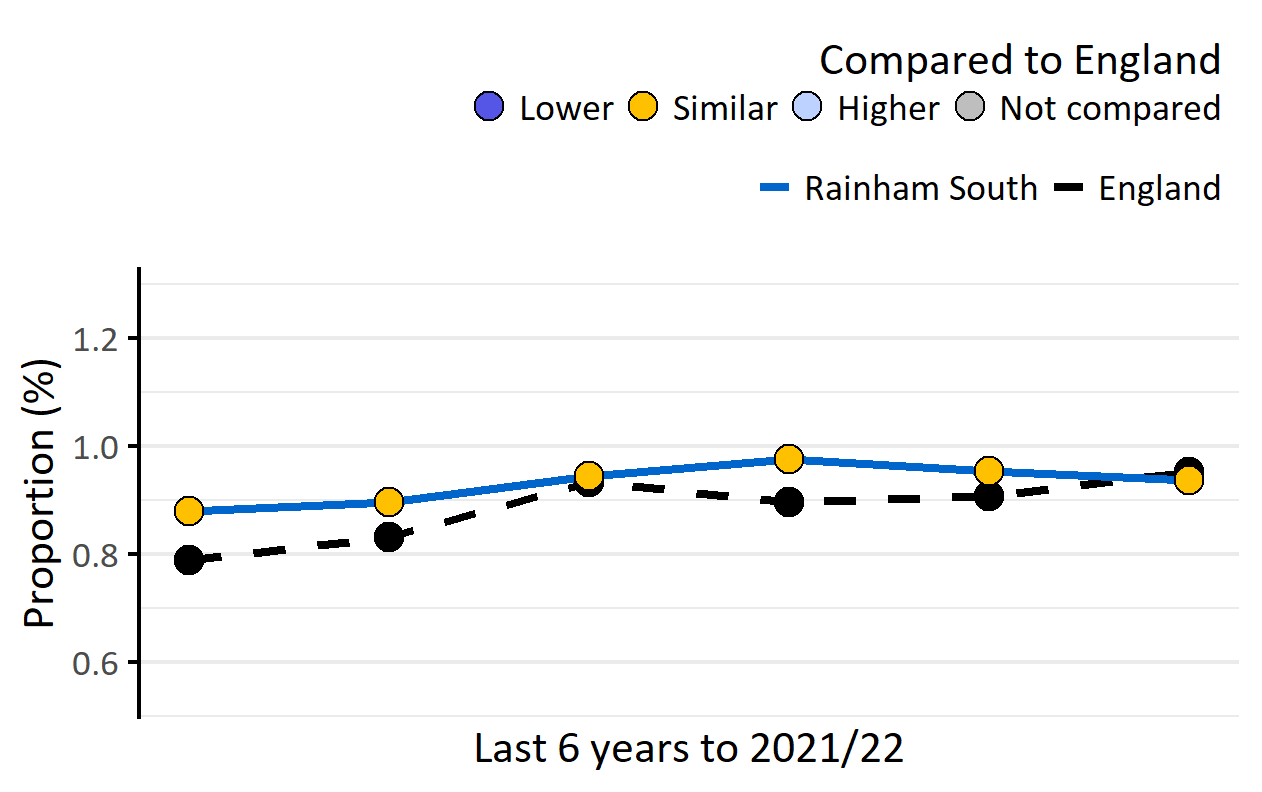 Compared to England
Lower Similar Higher Not compared
Rainham South England
Proportion (%)
1.2
1.0
0.8
0.6
Last 6 years to 2021/22